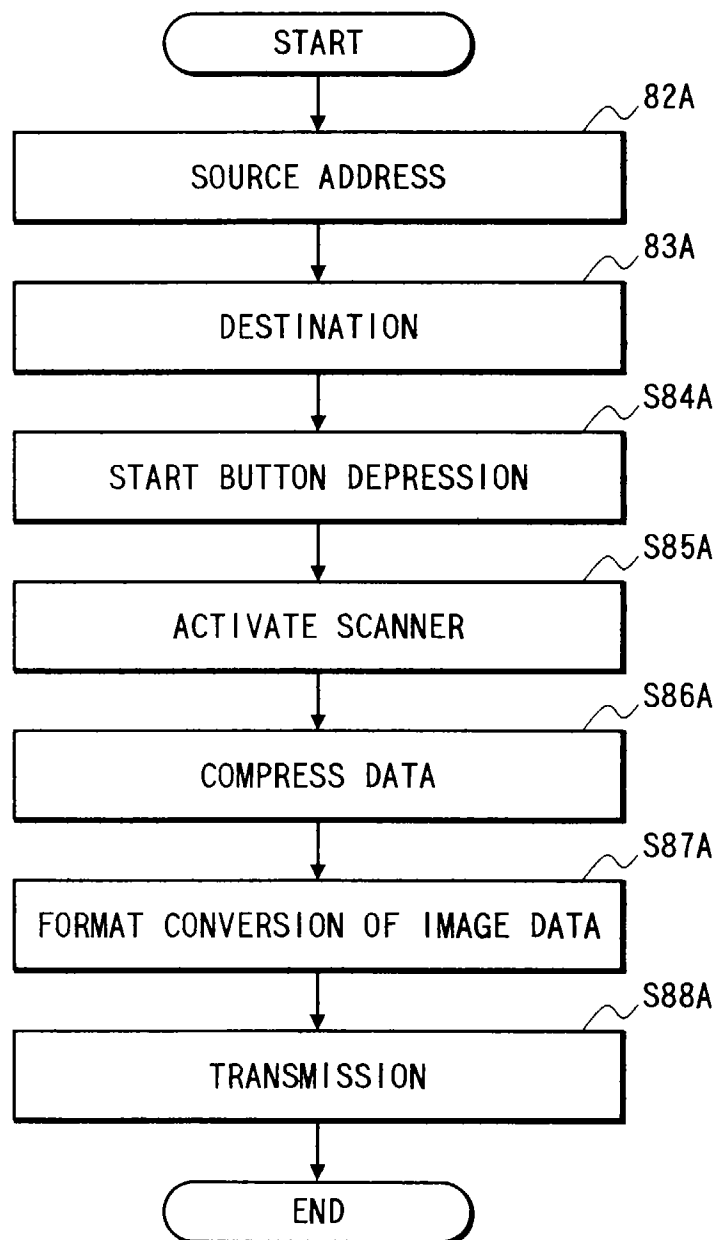 START
82A
SOURCE ADDRESS
83A
DESTINATION
S84A
START BUTTON DEPRESSION
S85A
ACTIVATE SCANNER
S86A
COMPRESS DATA
S87A
FORMAT CONVERSION OF IMAGE DATA
S88A
TRANSMISSION
END